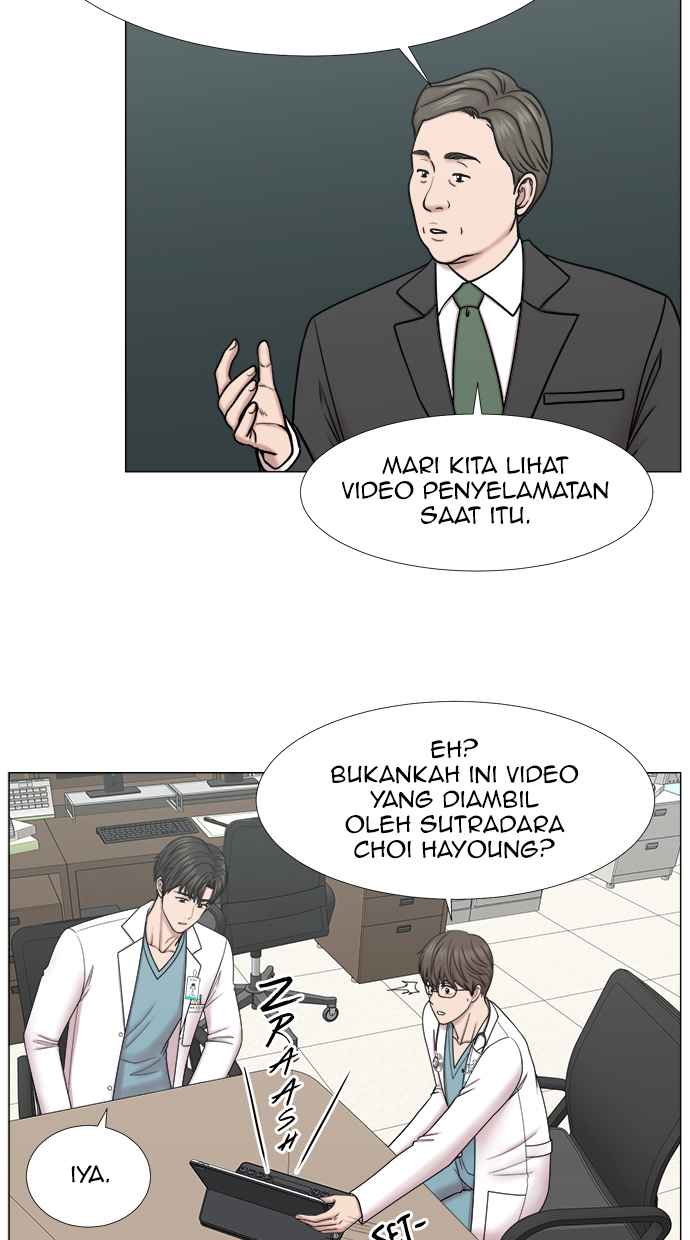 MARI KITA LIHAT
VIDEO PENYELAMATAN
SAAT ITU.
EH?
BUKANKAH INI VIDEO
YANG DIAMBIL
OLEH SUTRADARA
CHOI HAYOUNG?
ZRAASH
IYA.
SET-